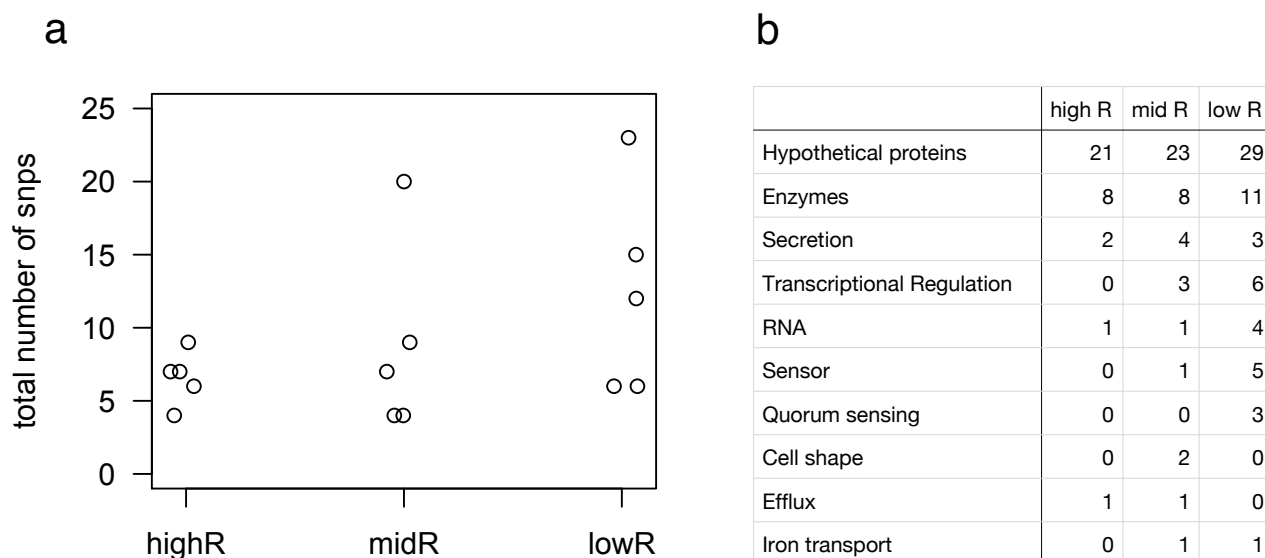 a
total number of snps
25
20
15
10
5
0
highR midR lowR
b
high R mid R low R
Hypothetical proteins 21 23 29
Enzymes 8 8 11
Secretion 2 4 3
Transcriptional Regulation 0 3 6
RNA 1 1 4
Sensor 0 1 5
Quorum sensing 0 0 3
Cell shape 0 2 0
Efflux 1 1 0
Iron transport 0 1 1